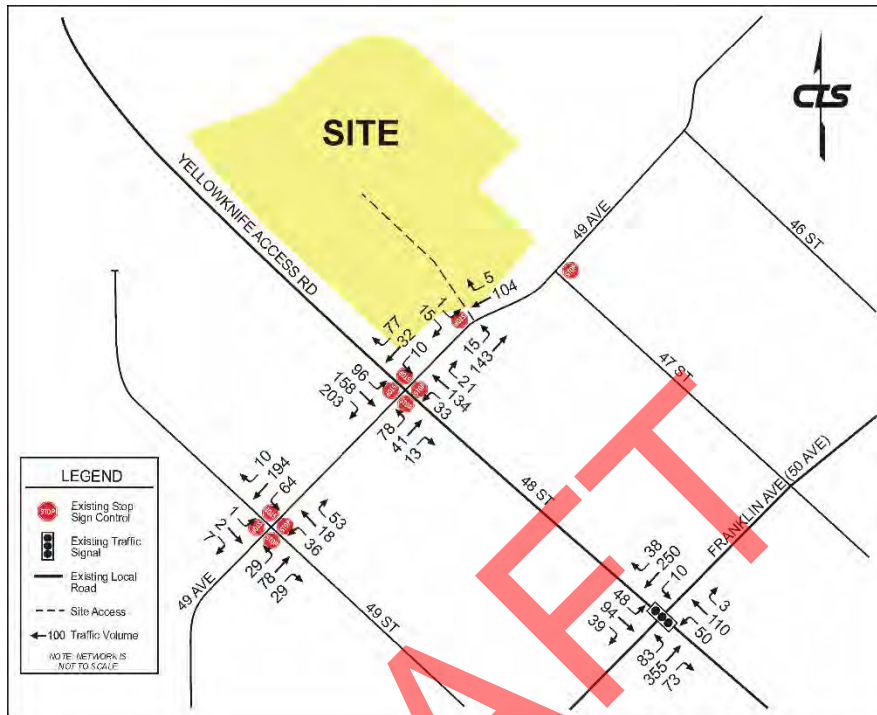 CTS
SITE
YELLOWKNIFE ACCESS RD
49 AVE
46 ST
STOP
5
104
1
15
77
32
10
15
143
47 ST
96
158
203
21
134
33
78
41
13
FRANKLIN AVE (50 AVE)
48 ST
10
194
64
1
2
7
53
18
36
29
78
29
49 AVE
49 ST
38
250
10
48
94
39
3
110
50
83
355
73
LEGEND
STOP
Existing Stop
Sign Control
Existing Traffic
Signal
Existing Local
Road
Site Access
100 Traffic Volume
NOTE: NETWORK IS
NOT TO SCALE
AFT